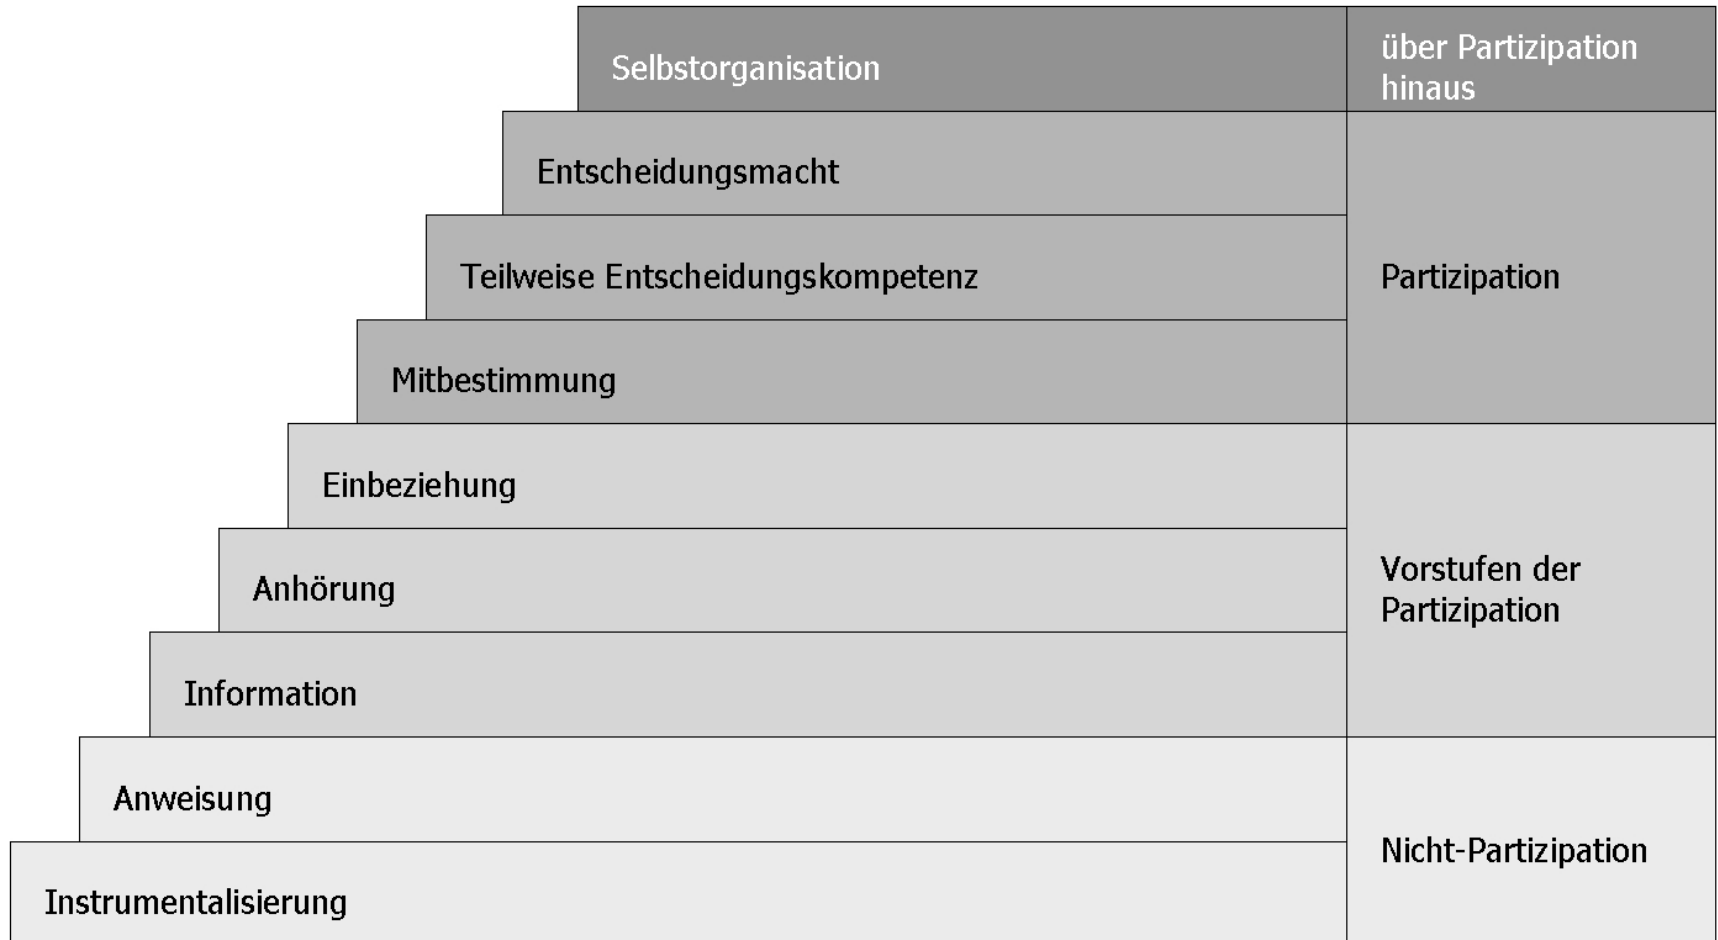 Selbstorganisation
über Partizipation
hinaus
Entscheidungsmacht
Teilweise Entscheidungskompetenz
Partizipation
Mitbestimmung
Einbeziehung
Anhörung
Vorstufen der
Partizipation
Information
Anweisung
Nicht-Partizipation
Instrumentalisierung